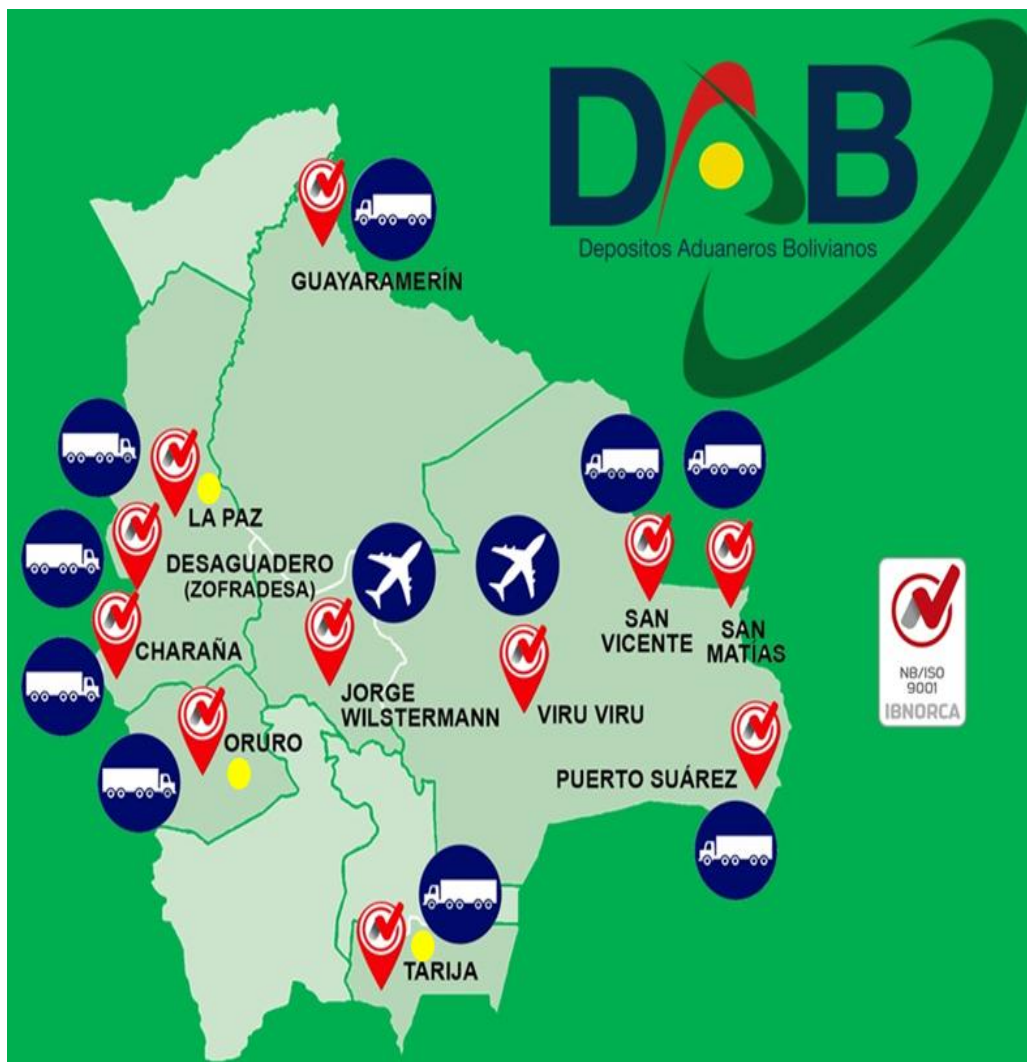 DAB
Depositos Aduaneros Bolivianos
GUAYARAMERÍN
LA PAZ
DESAGUADERO
(ZOFRADESA)
CHARAÑA
ORURO
JORGE
WILSTERMANN
VIRU VIRU
SAN
VICENTE
SAN
MATÍAS
PUERTO SUÁREZ
TARIJA
NB/ISO
9001
IBNORCA